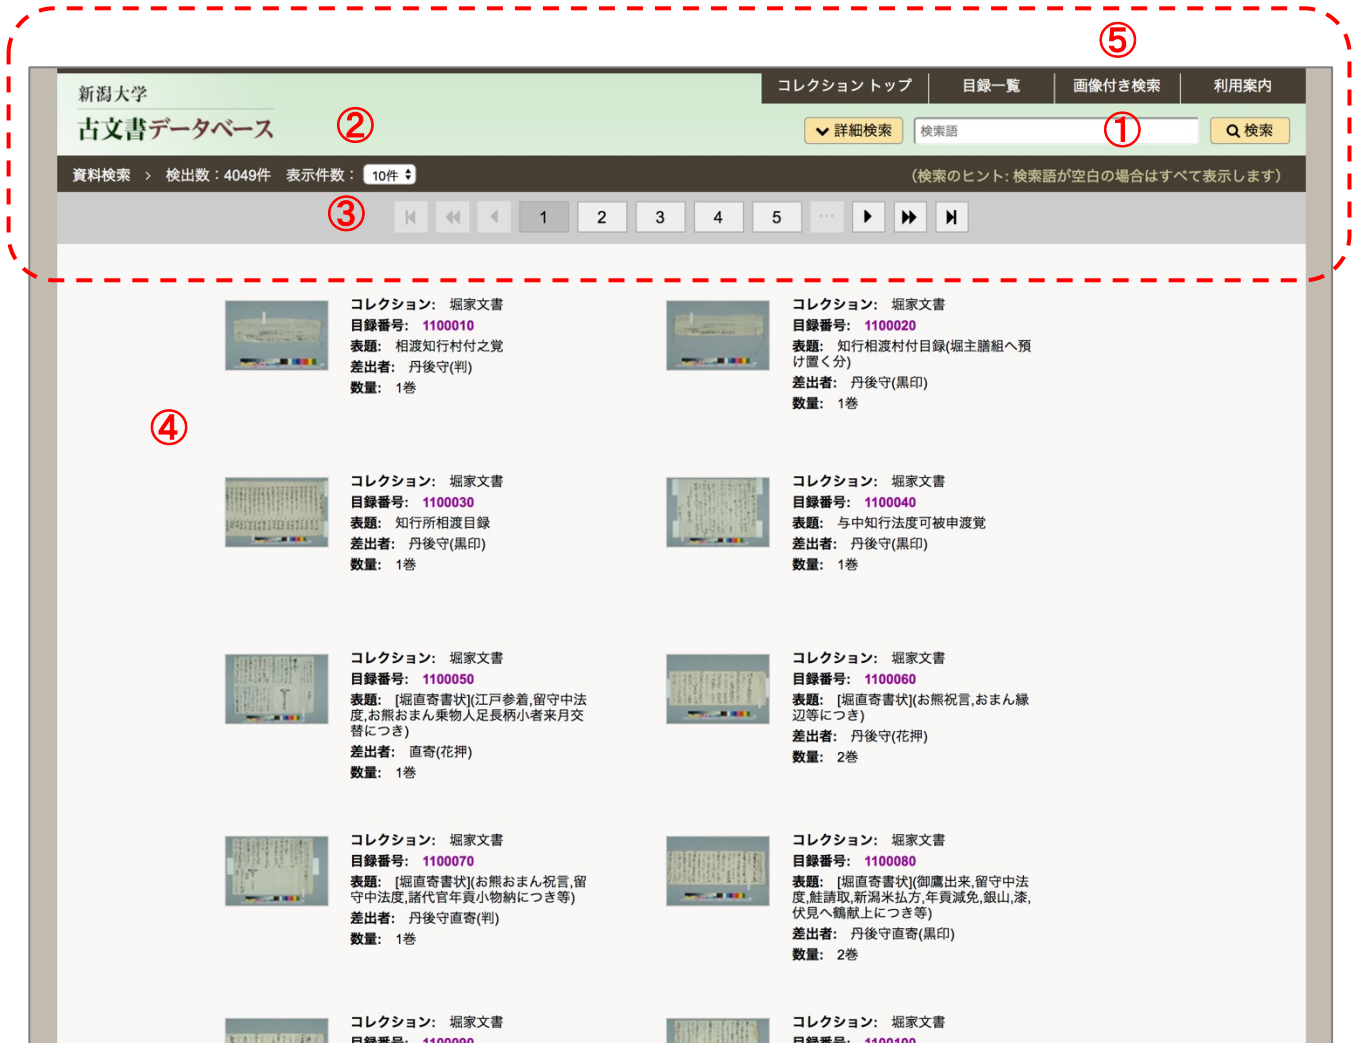 ⑤
コレクション トップ
目録一覧
画像付き検索
利用案内
新潟大学
古文書データベース
②
詳細検索
検索語
①
検索
資料検索 > 検出数：4049件 表示件数： 10件
(検索のヒント: 検索語が空白の場合はすべて表示します)
③
1 2 3 4 5 …
コレクション: 堀家文書
目録番号: 1100010
表題: 相渡知行村付之覚
差出者: 丹後守(判)
数量: 1巻
コレクション: 堀家文書
目録番号: 1100020
表題: 知行相渡村付目録(堀主膳組へ預
け置く分)
差出者: 丹後守(黒印)
数量: 1巻
④
コレクション: 堀家文書
目録番号: 1100030
表題: 知行所相渡目録
差出者: 丹後守(黒印)
数量: 1巻
コレクション: 堀家文書
目録番号: 1100040
表題: 与中知行法度可被申渡覚
差出者: 丹後守(黒印)
数量: 1巻
コレクション: 堀家文書
目録番号: 1100050
表題: [堀直寄書状](江戸参着,留守中法
度,お熊おまん乗物人足長柄小者来月交
替につき)
差出者: 直寄(花押)
数量: 1巻
コレクション: 堀家文書
目録番号: 1100060
表題: [堀直寄書状](お熊祝言,おまん縁
辺等につき)
差出者: 丹後守(花押)
数量: 2巻
コレクション: 堀家文書
目録番号: 1100070
表題: [堀直寄書状](お熊おまん祝言,留
守中法度,諸代官年貢小物納につき等)
差出者: 丹後守直寄(判)
数量: 1巻
コレクション: 堀家文書
目録番号: 1100080
表題: [堀直寄書状](御鷹出来,留守中法
度,鮭請取,新潟米払方,年貢減免,銀山,漆,
伏見へ鶴献上につき等)
差出者: 丹後守直寄(黒印)
数量: 2巻
コレクション: 堀家文書
目録番号: 1100090
コレクション: 堀家文書
目録番号: 1100100